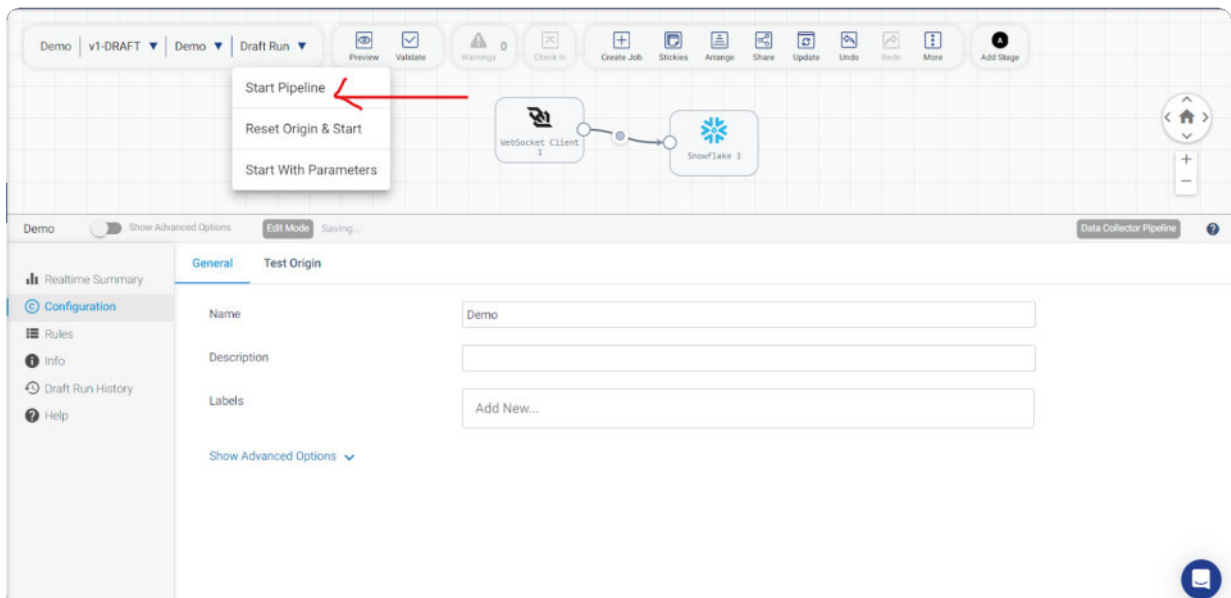 Demo v1-DRAFT Demo Draft Run
Preview Validate Warnings 0 Check In Create Job Stickies Arrange Share Update Undo Redo More A Add Stage
Start Pipeline
Reset Origin & Start
Start With Parameters
WebSocket Client
1
Snowflake 1
Demo Show Advanced Options Edit Mode Saving... Data Collector Pipeline ?
Realtime Summary
C Configuration
Rules
i Info
Draft Run History
? Help
General Test Origin
Name Demo
Description
Labels Add New...
Show Advanced Options